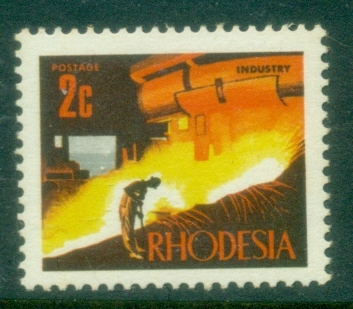 POSTAGE
INDUSTRY
2c
RHODESIA